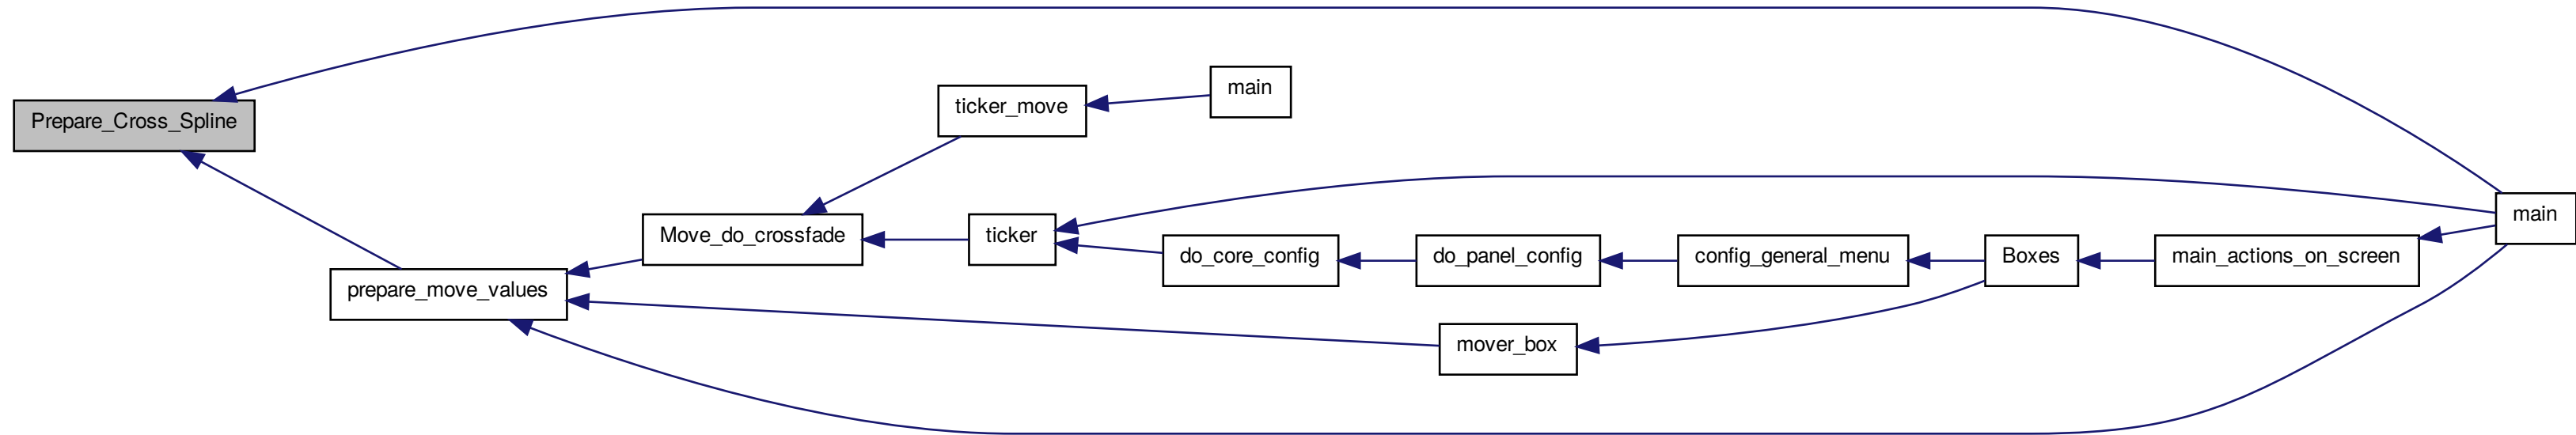 main
ticker_move
Prepare_Cross_Spline
main
Move_do_crossfade
ticker
do_core_config
do_panel_config
config_general_menu
Boxes
main_actions_on_screen
prepare_move_values
mover_box